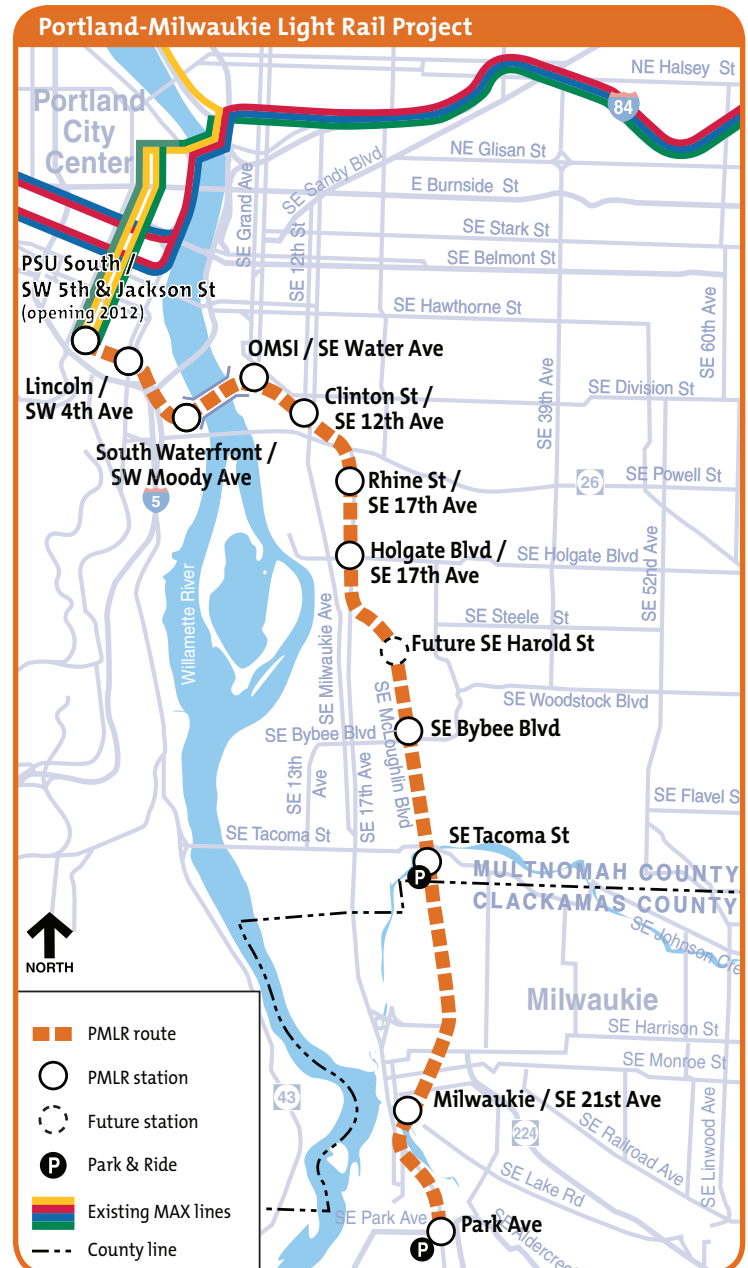 Portland-Milwaukie Light Rail Project
NE Halsey St
84
Portland
City
Center
NE Glisan St
SE Sandy Blvd
E Burnside St
SE Grand Ave
SE 12th St
SE Stark St
SE Belmont St
PSU South /
SW 5th & Jackson St
(opening 2012)
SE Hawthorne St
SE 60th Ave
OMSI / SE Water Ave
SE 39th Ave
Lincoln /
SW 4th Ave
SE Division St
Clinton St /
SE 12th Ave
South Waterfront /
SW Moody Ave
5
Rhine St /
SE 17th Ave
26
SE Powell St
Holgate Blvd /
SE 17th Ave
SE Holgate Blvd
SE 52nd Ave
Willamette River
SE Milwaukie Ave
SE Steele St
Future SE Harold St
SE McLoughlin Blvd
SE Woodstock Blvd
SE Bybee Blvd
SE Bybee Blvd
SE 13th
Ave
SE 17th Ave
SE Flavel S
SE Tacoma St
SE Tacoma St
P
MULTNOMAH COUNTY
CLACKAMAS COUNTY
SE Johnson Cre
NORTH
Milwaukie
SE Harrison St
SE Monroe St
PMLR route
PMLR station
Future station
P
Park & Ride
Existing MAX lines
County line
43
Milwaukie / SE 21st Ave
224
SE Railroad Ave
SE Linwood Ave
SE Lake Rd
SE Park Ave
Park Ave
P
SE Aldercre